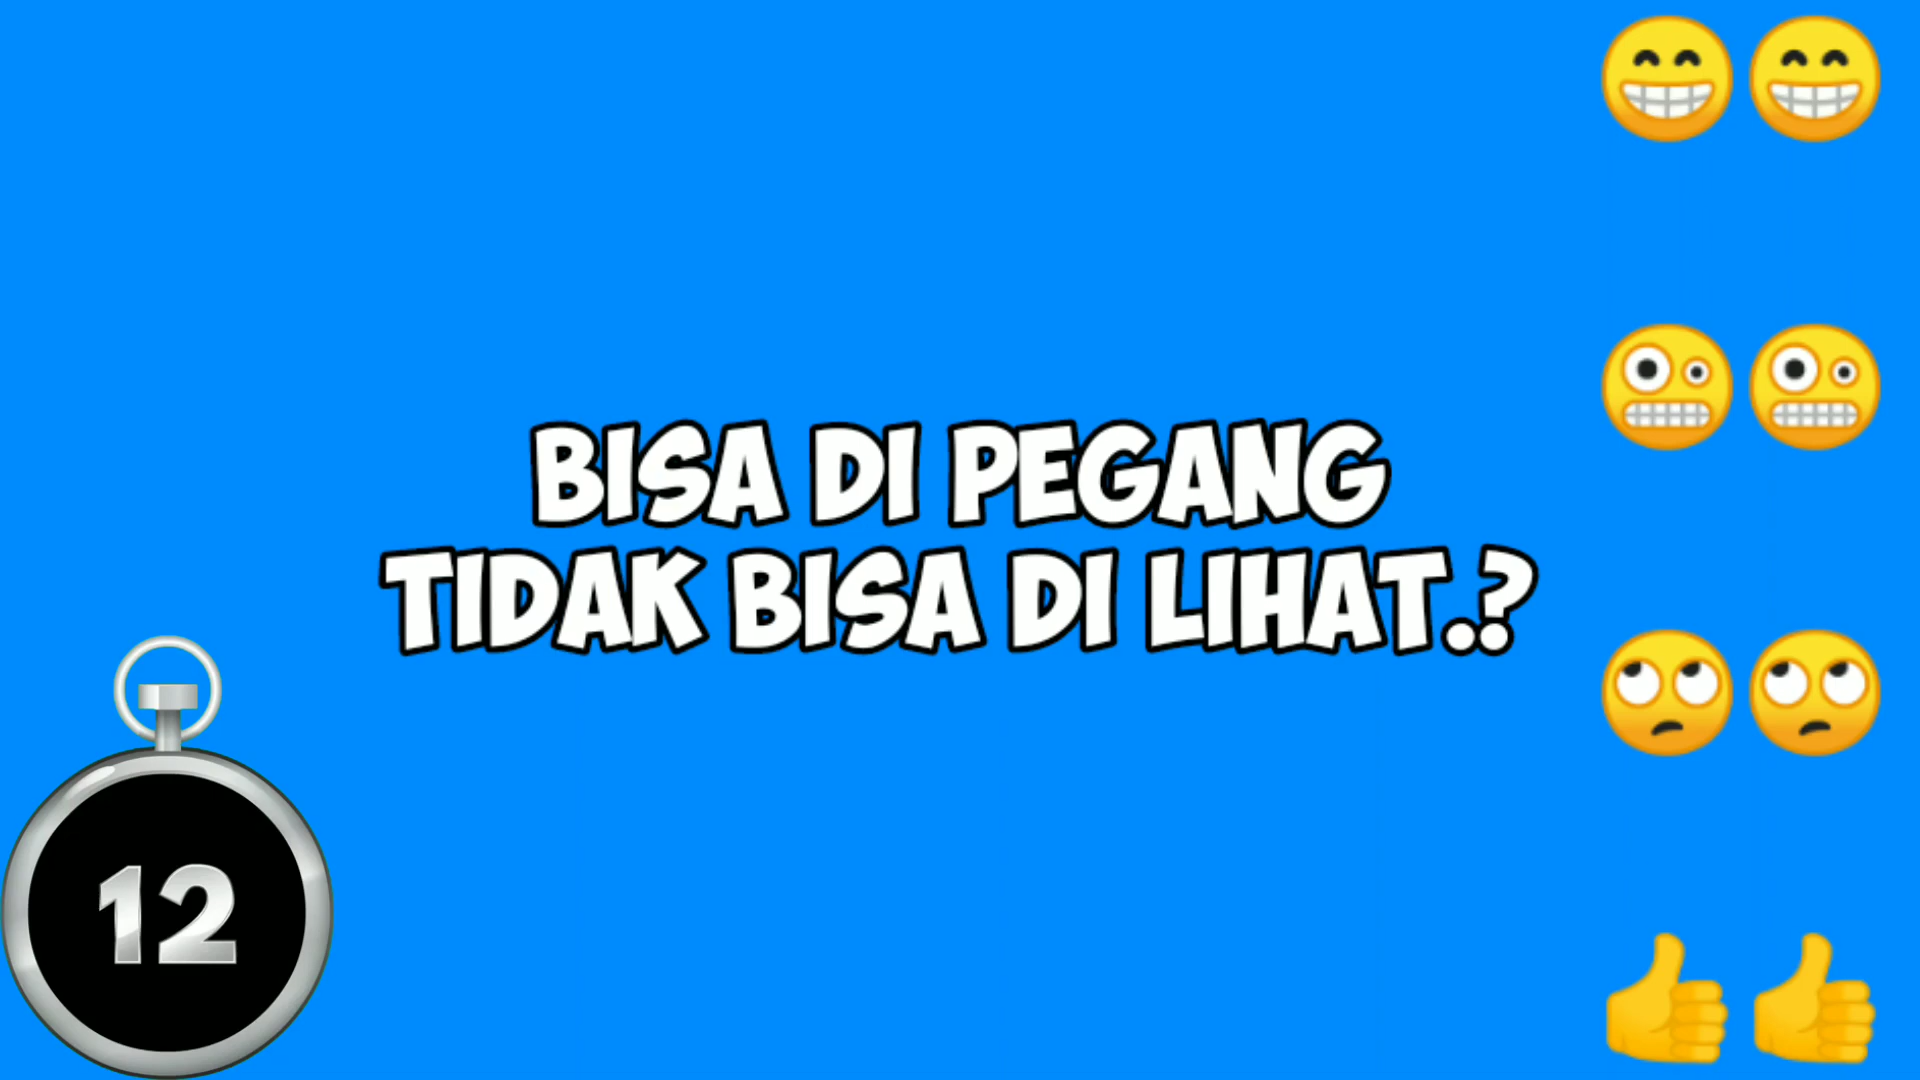 BISA DI PEGANG
TIDAK BISA DI LIHAT.?
12